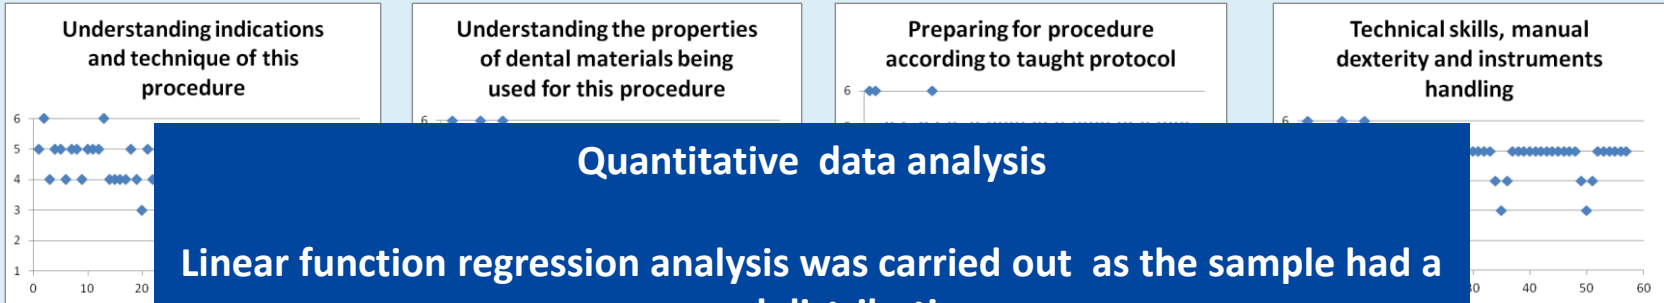 Understanding indications
and technique of this
procedure
Understanding the properties
of dental materials being
used for this procedure
Preparing for procedure
according to taught protocol
Technical skills, manual
dexterity and instruments
handling
6
5
4
3
2
1
0 10 20
6
6
6
40 50 60
Quantitative data analysis
Linear function regression analysis was carried out as the sample had a